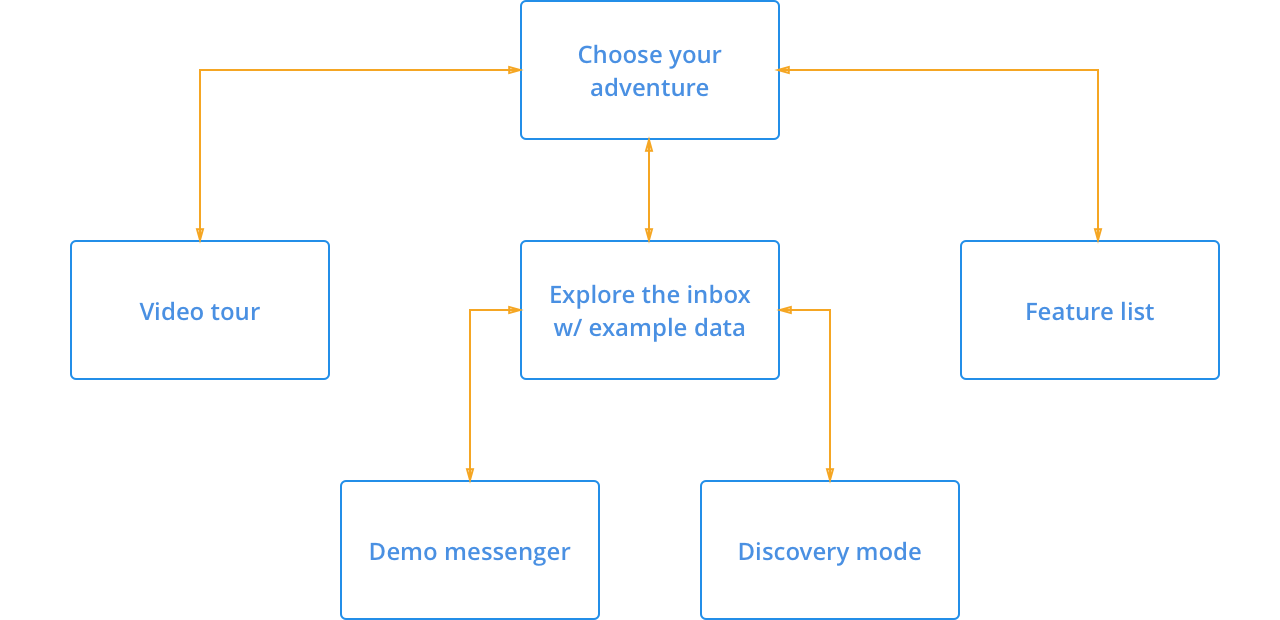 Choose your
adventure
Video tour
Explore the inbox
w/ example data
Feature list
Demo messenger
Discovery mode